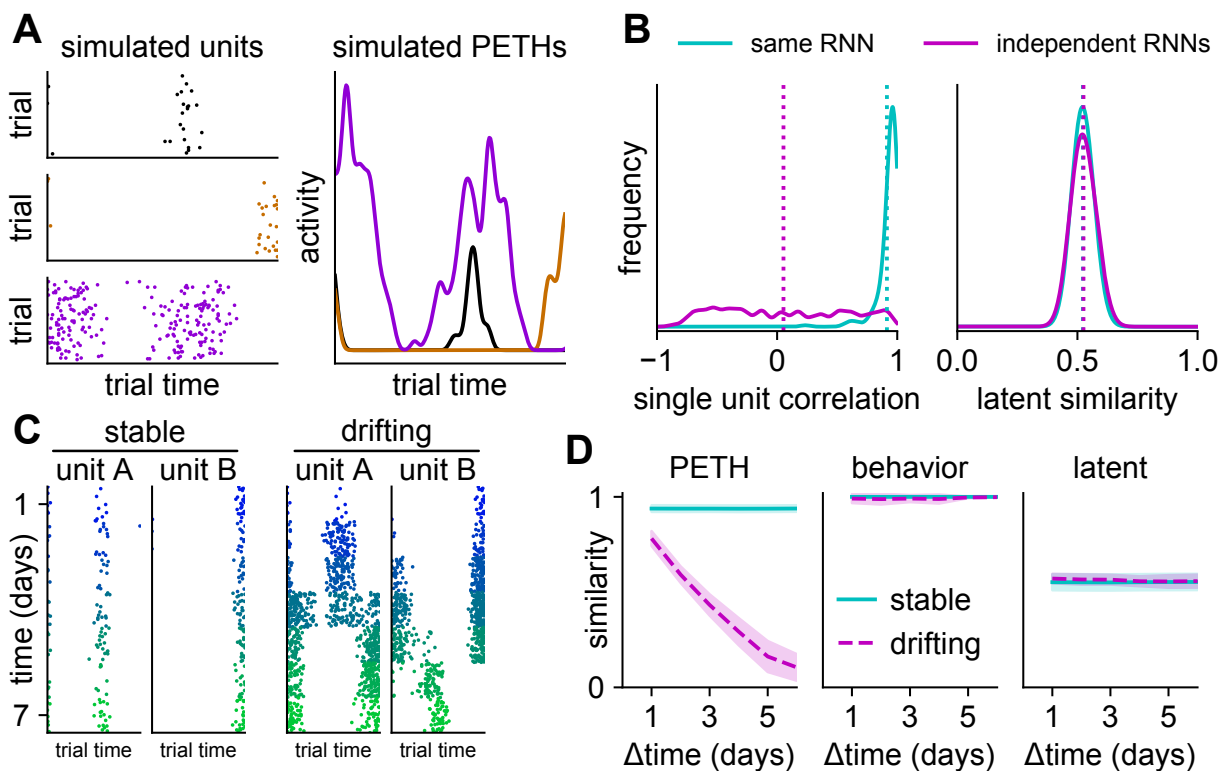 A
simulated units
simulated PETHs
trial
trial
trial
trial time
activity
trial time
B
same RNN
independent RNNs
frequency
−1
0
1
single unit correlation
0.0
0.5
1.0
latent similarity
C
stable
drifting
unit A
unit B
unit A
unit B
1
7
time (days)
trial time
trial time
trial time
trial time
D
PETH
behavior
latent
1
0
similarity
stable
drifting
1
3
5
1
3
5
1
3
5
Δtime (days)
Δtime (days)
Δtime (days)